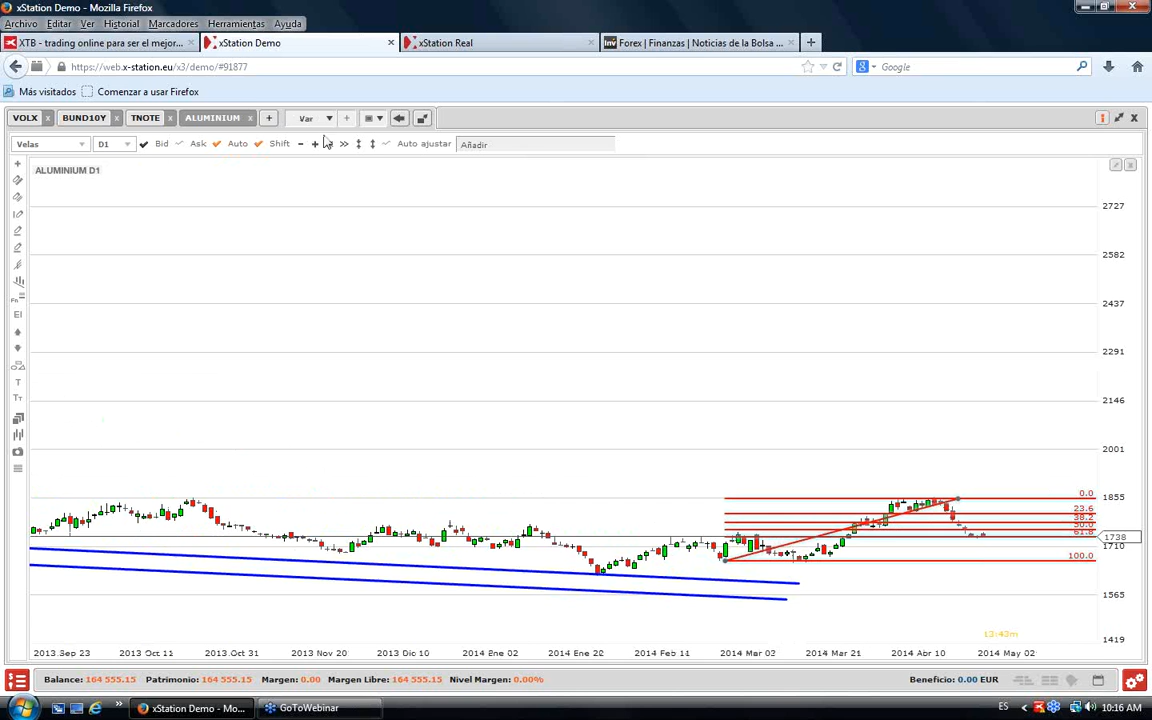 xStation Demo - Mozilla Firefox
Archivo Editar Ver Historial Marcadores Herramientas Ayuda
XTB - trading online para ser el mejor... xStation Demo xStation Real Forex | Finanzas | Noticias de la Bolsa ...
https://web.x-station.eu/x3/demo/#91877 Google
Más visitados Comenzar a usar Firefox
VOLX BUND10Y TNOTE ALUMINIUM Var
Velas D1 Bid Ask Auto Shift Auto ajustar Añadir
ALUMINIUM D1
2727
2582
2437
2291
2146
2001
0.0 1855
23.6
38.2
50.0
61.8 1738
1710
100.0
1565
13:43m
1419
2013 Sep 23 2013 Oct 11 2013 Oct 31 2013 Nov 20 2013 Dic 10 2014 Ene 02 2014 Ene 22 2014 Feb 11 2014 Mar 03 2014 Mar 21 2014 Abr 10 2014 May 02
Balance: 164 555.15 Patrimonio: 164 555.15 Margen: 0.00 Margen Libre: 164 555.15 Nivel Margen: 0.00% Beneficio: 0.00 EUR
xStation Demo - Mo... GoToWebinar ES 10:16 AM